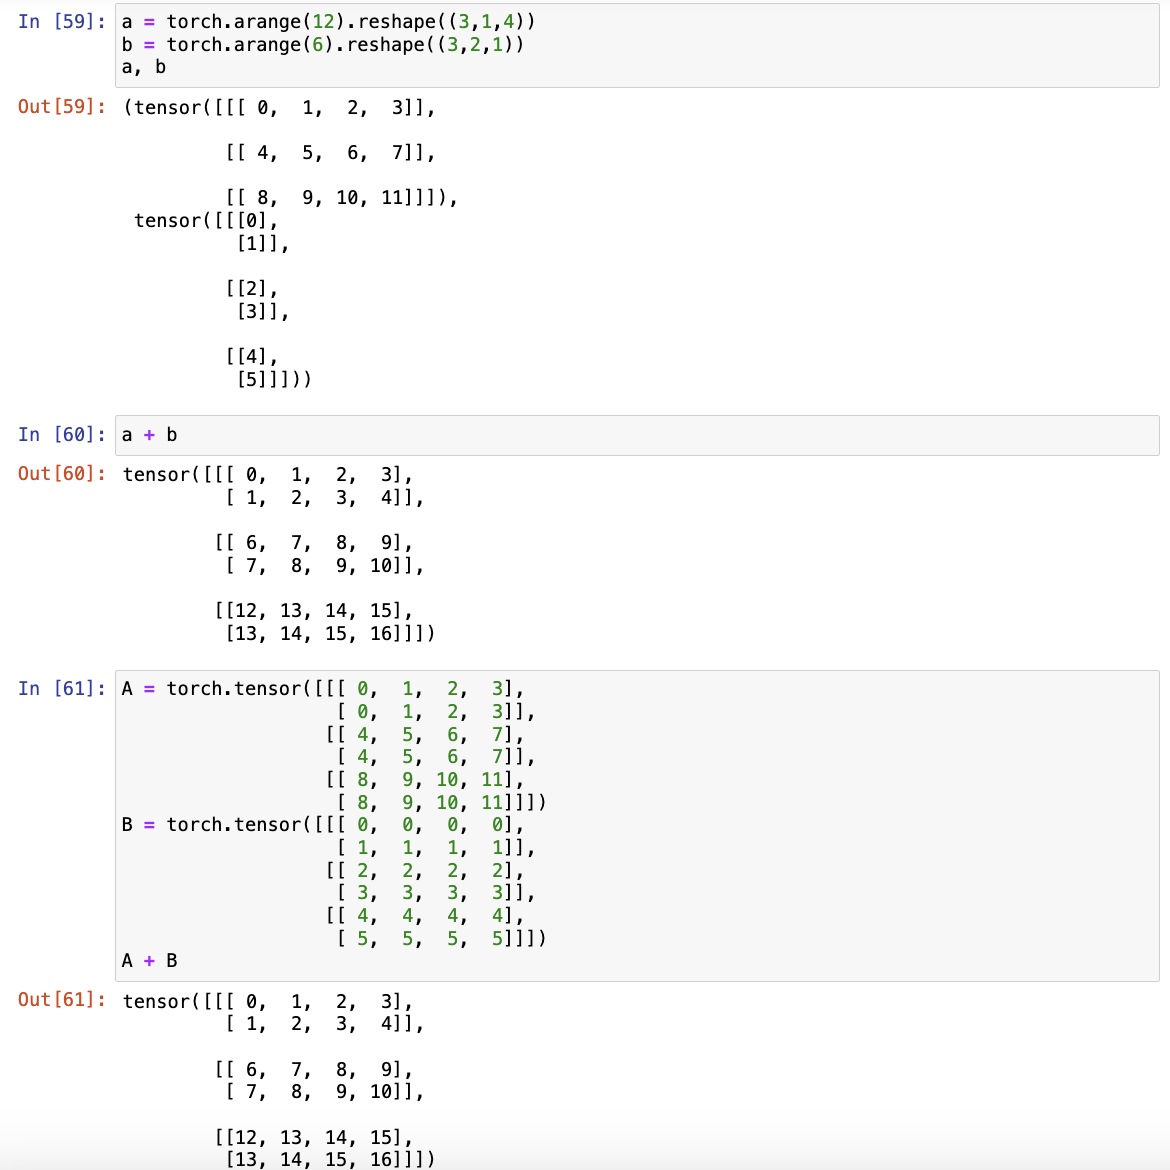 In [59]: a = torch.arange(12).reshape((3,1,4))
b = torch.arange(6).reshape((3,2,1))
a, b
Out[59]: (tensor([[[ 0,  1,  2,  3]],
[[ 4,  5,  6,  7]],
[[ 8,  9, 10, 11]]]),
tensor([[[0],
[1]],
[[2],
[3]],
[[4],
[5]]]))
In [60]: a + b
Out[60]: tensor([[[ 0,  1,  2,  3],
[ 1,  2,  3,  4]],
[[ 6,  7,  8,  9],
[ 7,  8,  9, 10]],
[[12, 13, 14, 15],
[13, 14, 15, 16]]])
In [61]: A = torch.tensor([[[ 0,  1,  2,  3],
[ 0,  1,  2,  3]],
[[ 4,  5,  6,  7],
[ 4,  5,  6,  7]],
[[ 8,  9, 10, 11],
[ 8,  9, 10, 11]]])
B = torch.tensor([[[ 0,  0,  0,  0],
[ 1,  1,  1,  1]],
[[ 2,  2,  2,  2],
[ 3,  3,  3,  3]],
[[ 4,  4,  4,  4],
[ 5,  5,  5,  5]]])
A + B
Out[61]: tensor([[[ 0,  1,  2,  3],
[ 1,  2,  3,  4]],
[[ 6,  7,  8,  9],
[ 7,  8,  9, 10]],
[[12, 13, 14, 15],
[13, 14, 15, 16]]])